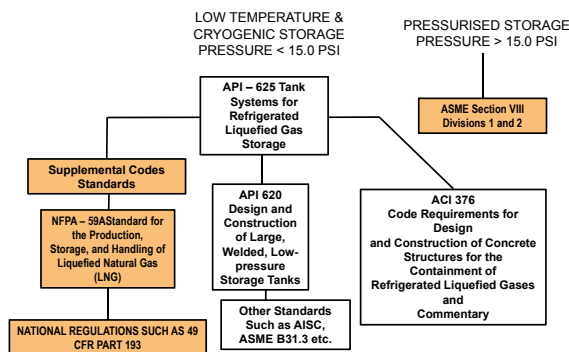 LOW TEMPERATURE &
CRYOGENIC STORAGE
PRESSURE < 15.0 PSI
PRESSURISED STORAGE
PRESSURE > 15.0 PSI
API – 625 Tank
Systems for
Refrigerated
Liquefied Gas
Storage
ASME Section VIII
Divisions 1 and 2
Supplemental Codes
Standards
NFPA – 59AStandard for
the Production,
Storage, and Handling of
Liquefied Natural Gas
(LNG)
NATIONAL REGULATIONS SUCH AS 49
CFR PART 193
API 620
Design and
Construction
of Large,
Welded, Low-
pressure
Storage Tanks
Other Standards
Such as AISC,
ASME B31.3 etc.
ACI 376
Code Requirements for
Design
and Construction of Concrete
Structures for the
Containment of
Refrigerated Liquefied Gases
and
Commentary